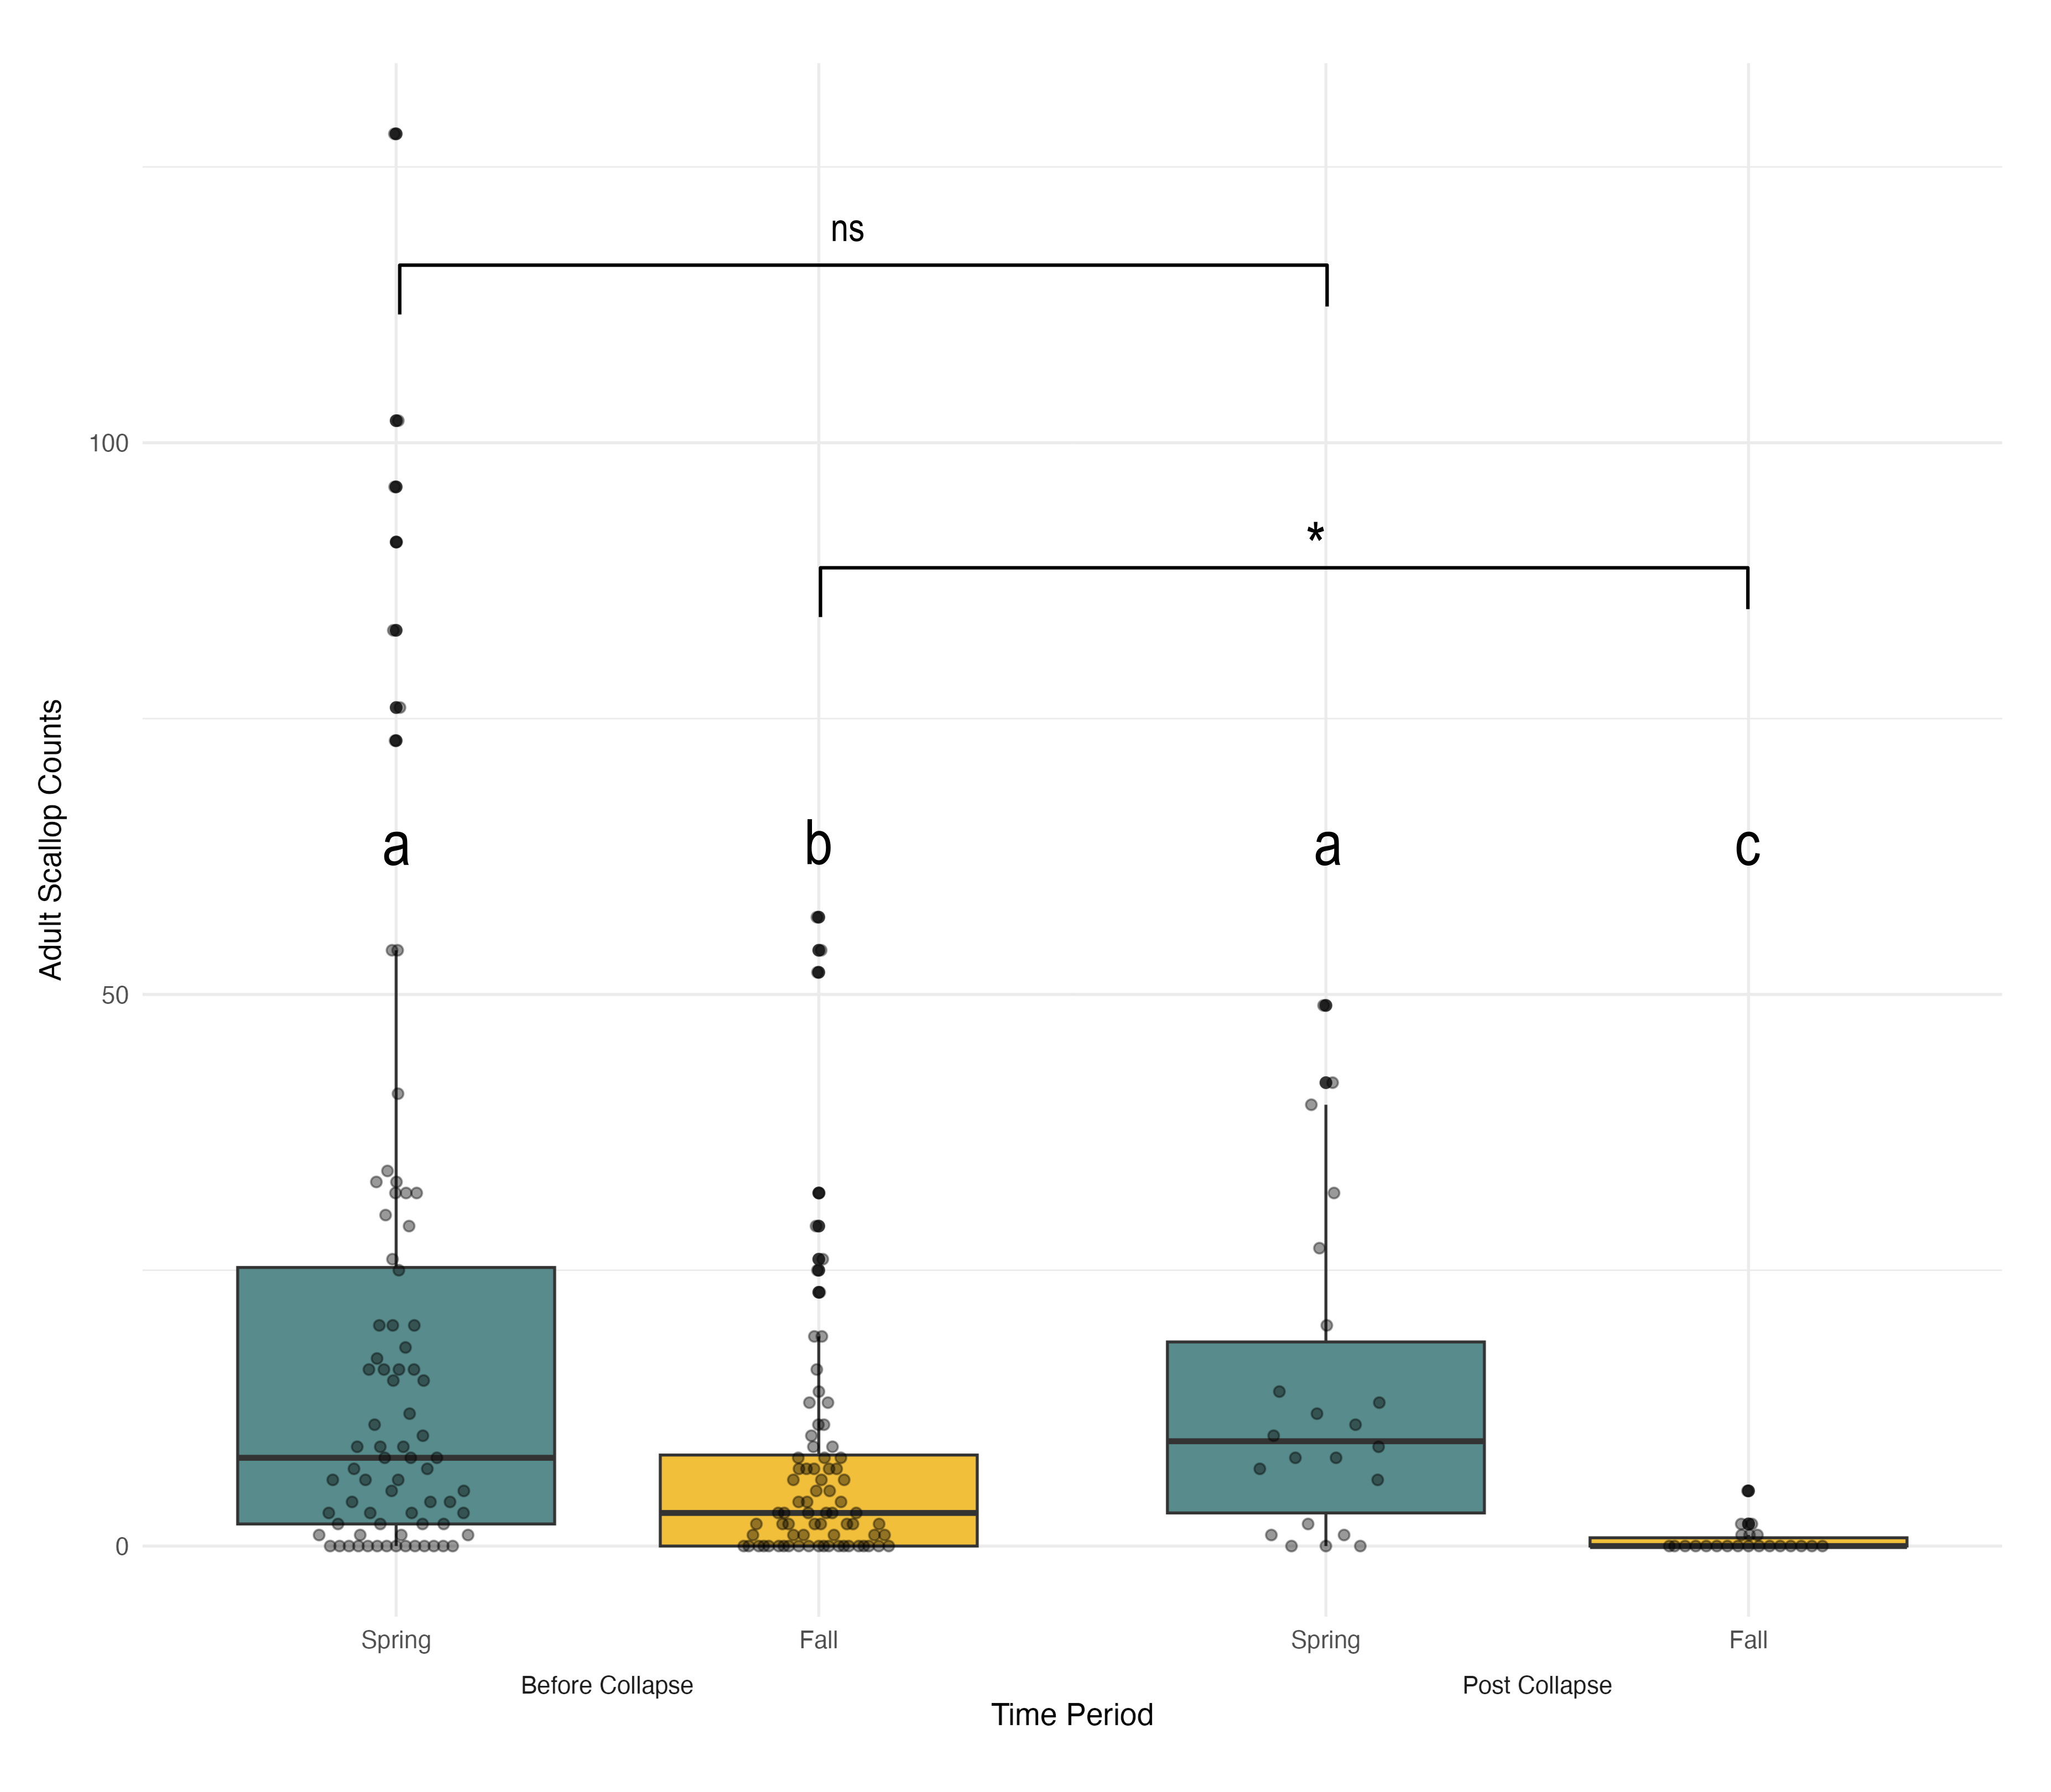 ns
100
*
Adult Scallop Counts
a b a c
50
0
Spring Fall Spring Fall
Before Collapse Post Collapse
Time Period